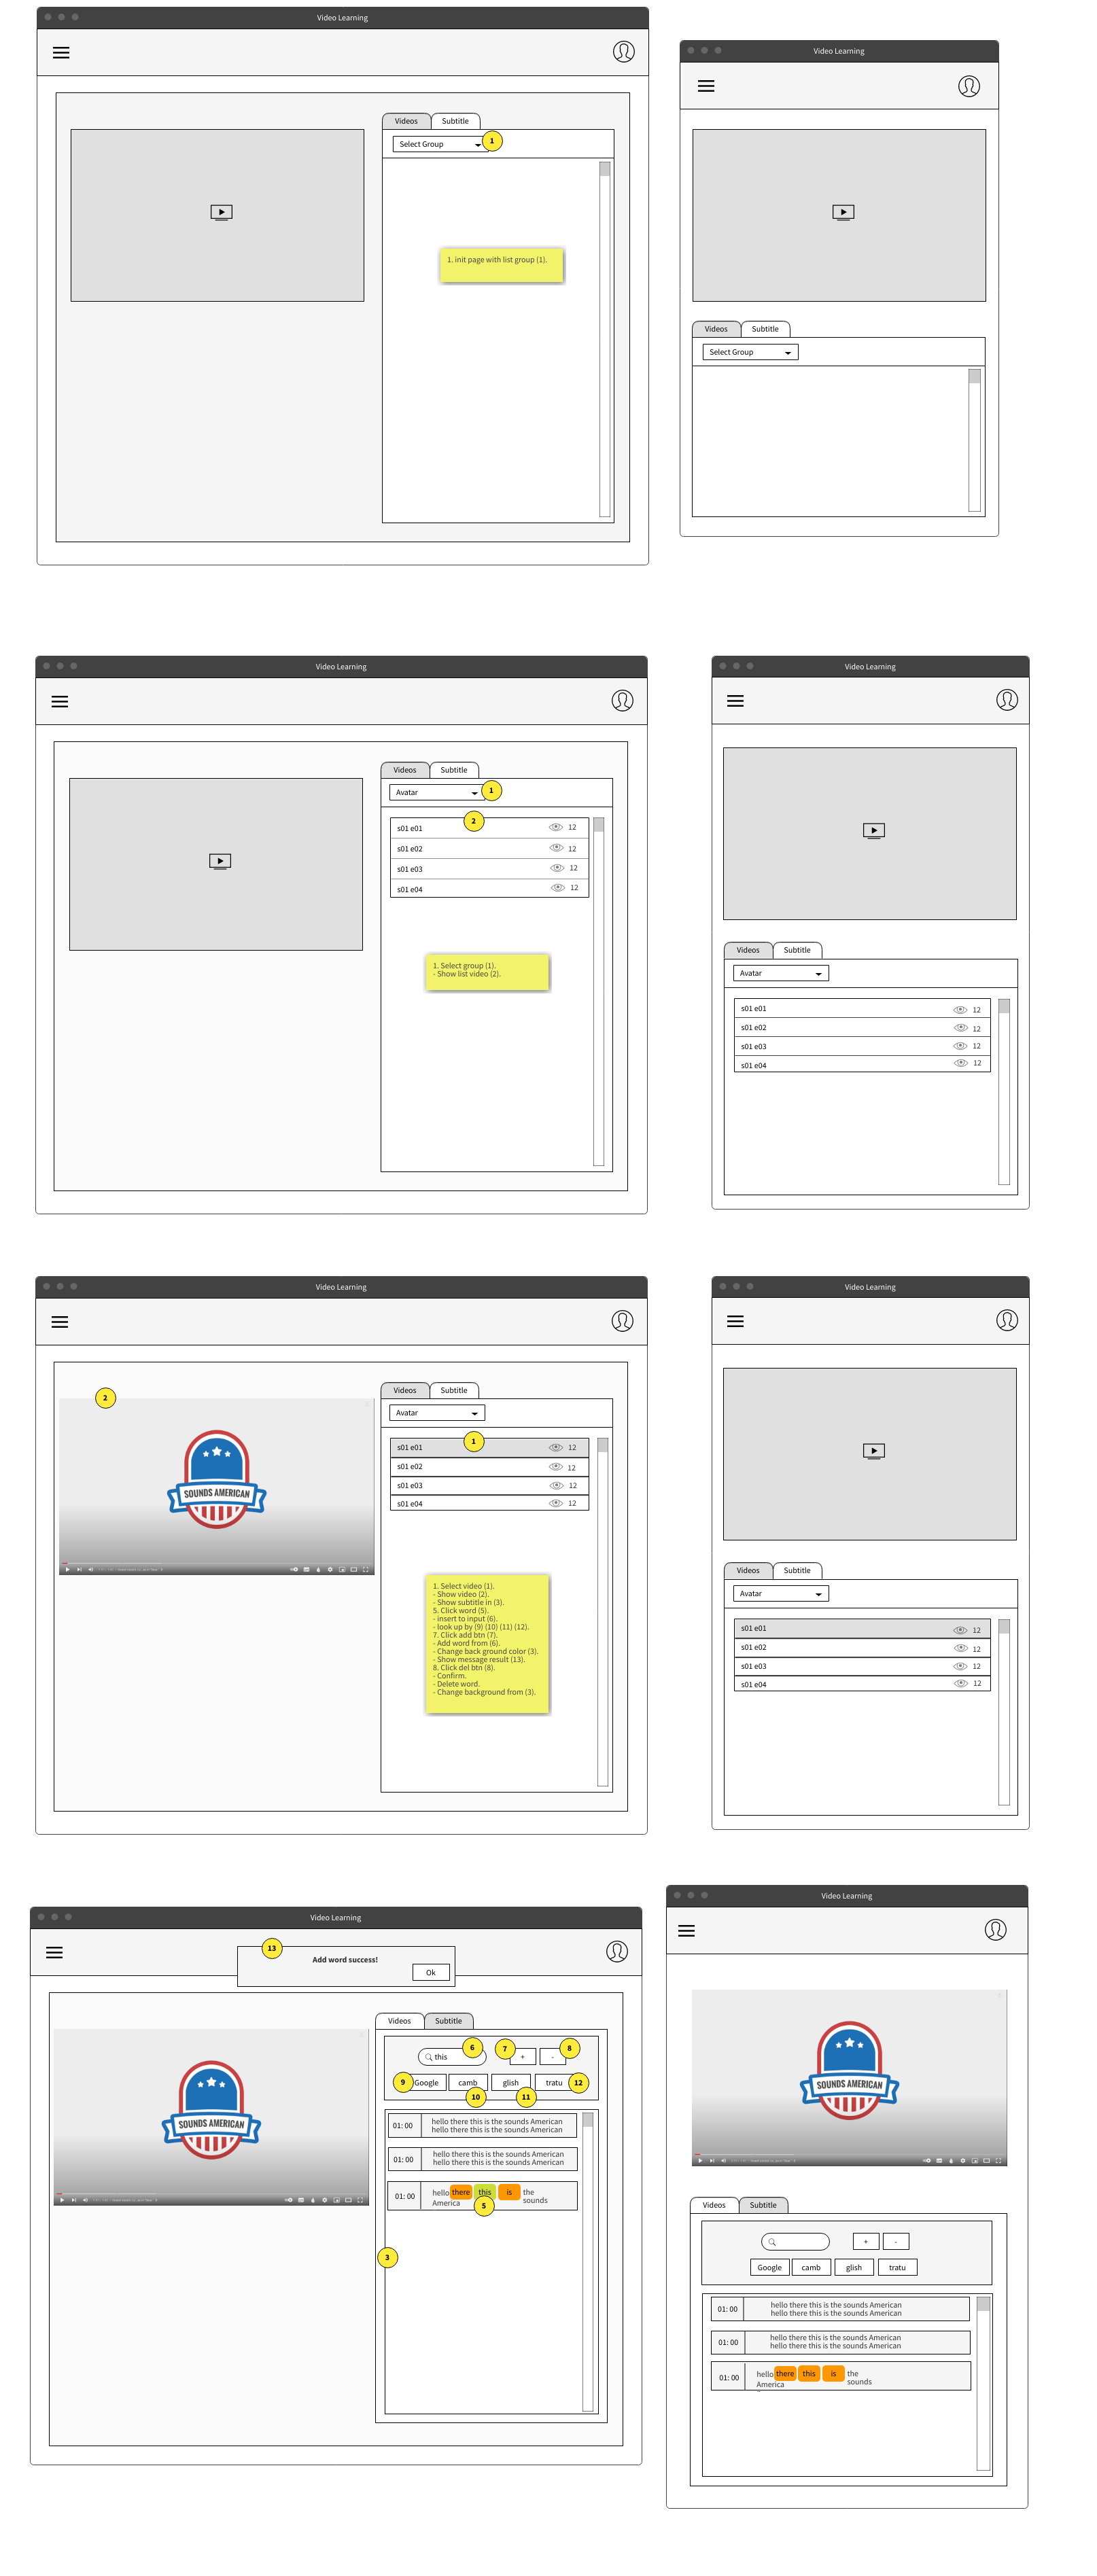 Video Learning
Videos
Subtitle
Select Group
1
1. init page with list group (1).
Video Learning
Videos
Subtitle
Select Group
Video Learning
Videos
Subtitle
Avatar
1
2
s01 e01
12
s01 e02
12
s01 e03
12
s01 e04
12
1. Select group (1).
- Show list video (2).
Video Learning
Videos
Subtitle
Avatar
s01 e01
12
s01 e02
12
s01 e03
12
s01 e04
12
Video Learning
2
SOUNDS AMERICAN
Videos
Subtitle
Avatar
1
s01 e01
12
s01 e02
12
s01 e03
12
s01 e04
12
1. Select video (1).
- Show video (2).
- Show subtitle in (3).
5. Click word (5).
- insert to input (6).
- look up by (9) (10) (11) (12).
7. Click add btn (7).
- Add word from (6).
- Change back ground color (3).
- Show message result (13).
8. Click del btn (8).
- Confirm.
- Delete word.
- Change background from (3).
Video Learning
Videos
Subtitle
Avatar
s01 e01
12
s01 e02
12
s01 e03
12
s01 e04
12
Video Learning
13
Add word success!
Ok
SOUNDS AMERICAN
Videos
Subtitle
this
6
7
+
-
8
9
Google
camb
glish
tratu
12
10
11
01: 00
hello there this is the sounds American
hello there this is the sounds American
01: 00
hello there this is the sounds American
hello there this is the sounds American
01: 00
hello there this is the
America sounds
5
3
Video Learning
SOUNDS AMERICAN
Videos
Subtitle
+
-
Google
camb
glish
tratu
01: 00
hello there this is the sounds American
hello there this is the sounds American
01: 00
hello there this is the sounds American
hello there this is the sounds American
01: 00
hello there this is the
America sounds